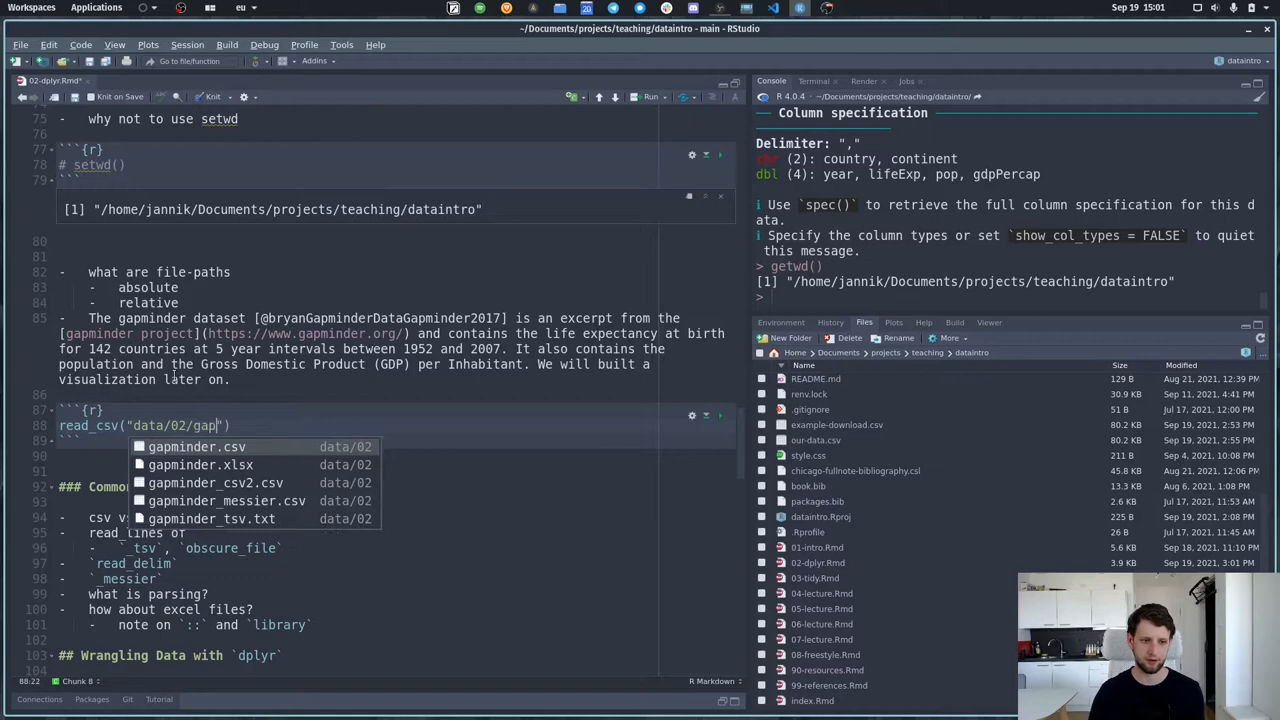 Workspaces
Applications
eu
Sep 19 15:01
~/Documents/projects/teaching/dataintro - main - RStudio
File Edit Code View Plots Session Build Debug Profile Tools Help
Go to file/function
Addins
dataintro
02-dplyr.Rmd*
Knit on Save
Knit
Run
75 - why not to use setwd
76
77 ```{r}
78 # setwd()
79 ```
[1] "/home/jannik/Documents/projects/teaching/dataintro"
80
81
82 - what are file-paths
83 - absolute
84 - relative
85 - The gapminder dataset [@bryanGapminderDataGapminder2017] is an excerpt from the
[gapminder project](https://www.gapminder.org/) and contains the life expectancy at birth
for 142 countries at 5 year intervals between 1952 and 2007. It also contains the
population and the Gross Domestic Product (GDP) per Inhabitant. We will built a
visualization later on.
86
87 ```{r}
88 read_csv("data/02/gap")
89 ```
gapminder.csv data/02
gapminder.xlsx data/02
gapminder_csv2.csv data/02
gapminder_messier.csv data/02
gapminder_tsv.txt data/02
90
91
92 ### Commo
93
94 - csv v
95 - read_lines of
96 - `_tsv`, `obscure_file`
97 - `read_delim`
98 - `_messier`
99 - what is parsing?
100 - how about excel files?
101 - note on `::` and `library`
102
103 ## Wrangling Data with `dplyr`
104
88:22
Chunk 8
R Markdown
Connections Packages Git Tutorial
Console Terminal Render Jobs
R 4.0.4 · ~/Documents/projects/teaching/dataintro/
Column specification
Delimiter: ","
chr (2): country, continent
dbl (4): year, lifeExp, pop, gdpPercap
ℹ Use `spec()` to retrieve the full column specification for this d
ata.
ℹ Specify the column types or set `show_col_types = FALSE` to quiet
this message.
> getwd()
[1] "/home/jannik/Documents/projects/teaching/dataintro"
>
Environment History Files Plots Help Build Viewer
New Folder Delete Rename More
Home Documents projects teaching dataintro
Name Size Modified
README.md 129 B Aug 21, 2021, 12:39 PM
renv.lock 30.9 KB Sep 11, 2021, 4:41 PM
.gitignore 40 B Aug 21, 2021, 12:39 PM
example-download.csv 80.2 KB Sep 19, 2021, 2:53 PM
our-data.csv 80.2 KB Sep 19, 2021, 2:56 PM
style.css 55 B Sep 4, 2021, 10:08 PM
chicago-fullnote-bibliography.csl 45.8 KB Aug 21, 2021, 12:06 PM
book.bib 13.3 KB Aug 6, 2021, 1:08 PM
packages.bib 2.6 KB Jul 17, 2021, 11:53 AM
dataintro.Rproj 225 B Sep 19, 2021, 2:08 PM
.Rprofile 26 B Jul 17, 2021, 11:45 AM
01-intro.Rmd 5.6 KB Sep 18, 2021, 11:10 PM
02-dplyr.Rmd 3.9 KB Sep 19, 2021, 3:01 PM
03-tidy.Rmd
04-lecture.Rmd
05-lecture.Rmd
06-lecture.Rmd
07-lecture.Rmd
08-freestyle.Rmd
90-resources.Rmd
99-references.Rmd
index.Rmd